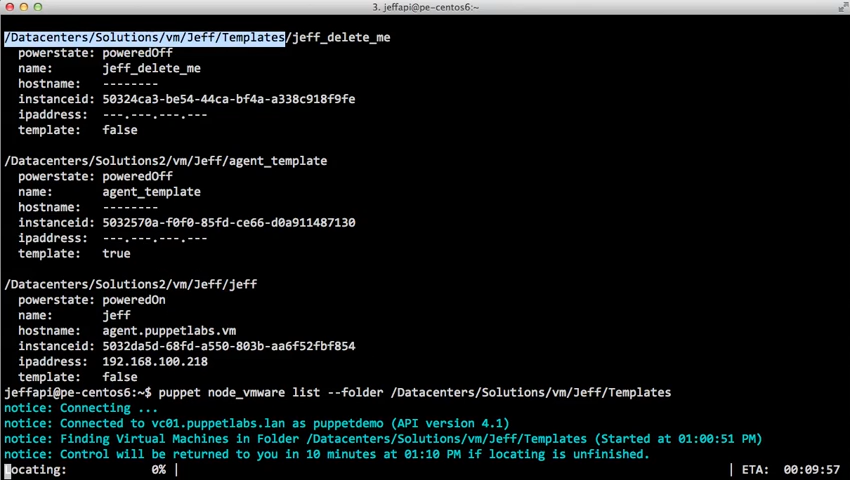 3. jeffapi@pe-centos6:~
/Datacenters/Solutions/vm/Jeff/Templates/jeff_delete_me
powerstate: poweredOff
name: jeff_delete_me
hostname: --------
instanceid: 50324ca3-be54-44ca-bf4a-a338c918f9fe
ipaddress: ---.---.---.---
template: false
/Datacenters/Solutions2/vm/Jeff/agent_template
powerstate: poweredOff
name: agent_template
hostname: --------
instanceid: 5032570a-f0f0-85fd-ce66-d0a911487130
ipaddress: ---.---.---.---
template: true
/Datacenters/Solutions2/vm/Jeff/jeff
powerstate: poweredOn
name: jeff
hostname: agent.puppetlabs.vm
instanceid: 5032da5d-68fd-a550-803b-aa6f52fbf854
ipaddress: 192.168.100.218
template: false
jeffapi@pe-centos6:~$ puppet node_vmware list --folder /Datacenters/Solutions/vm/Jeff/Templates
notice: Connecting ...
notice: Connected to vc01.puppetlabs.lan as puppetdemo (API version 4.1)
notice: Finding Virtual Machines in Folder /Datacenters/Solutions/vm/Jeff/Templates (Started at 01:00:51 PM)
notice: Control will be returned to you in 10 minutes at 01:10 PM if locating is unfinished.
Locating: 0% | | ETA: 00:09:57